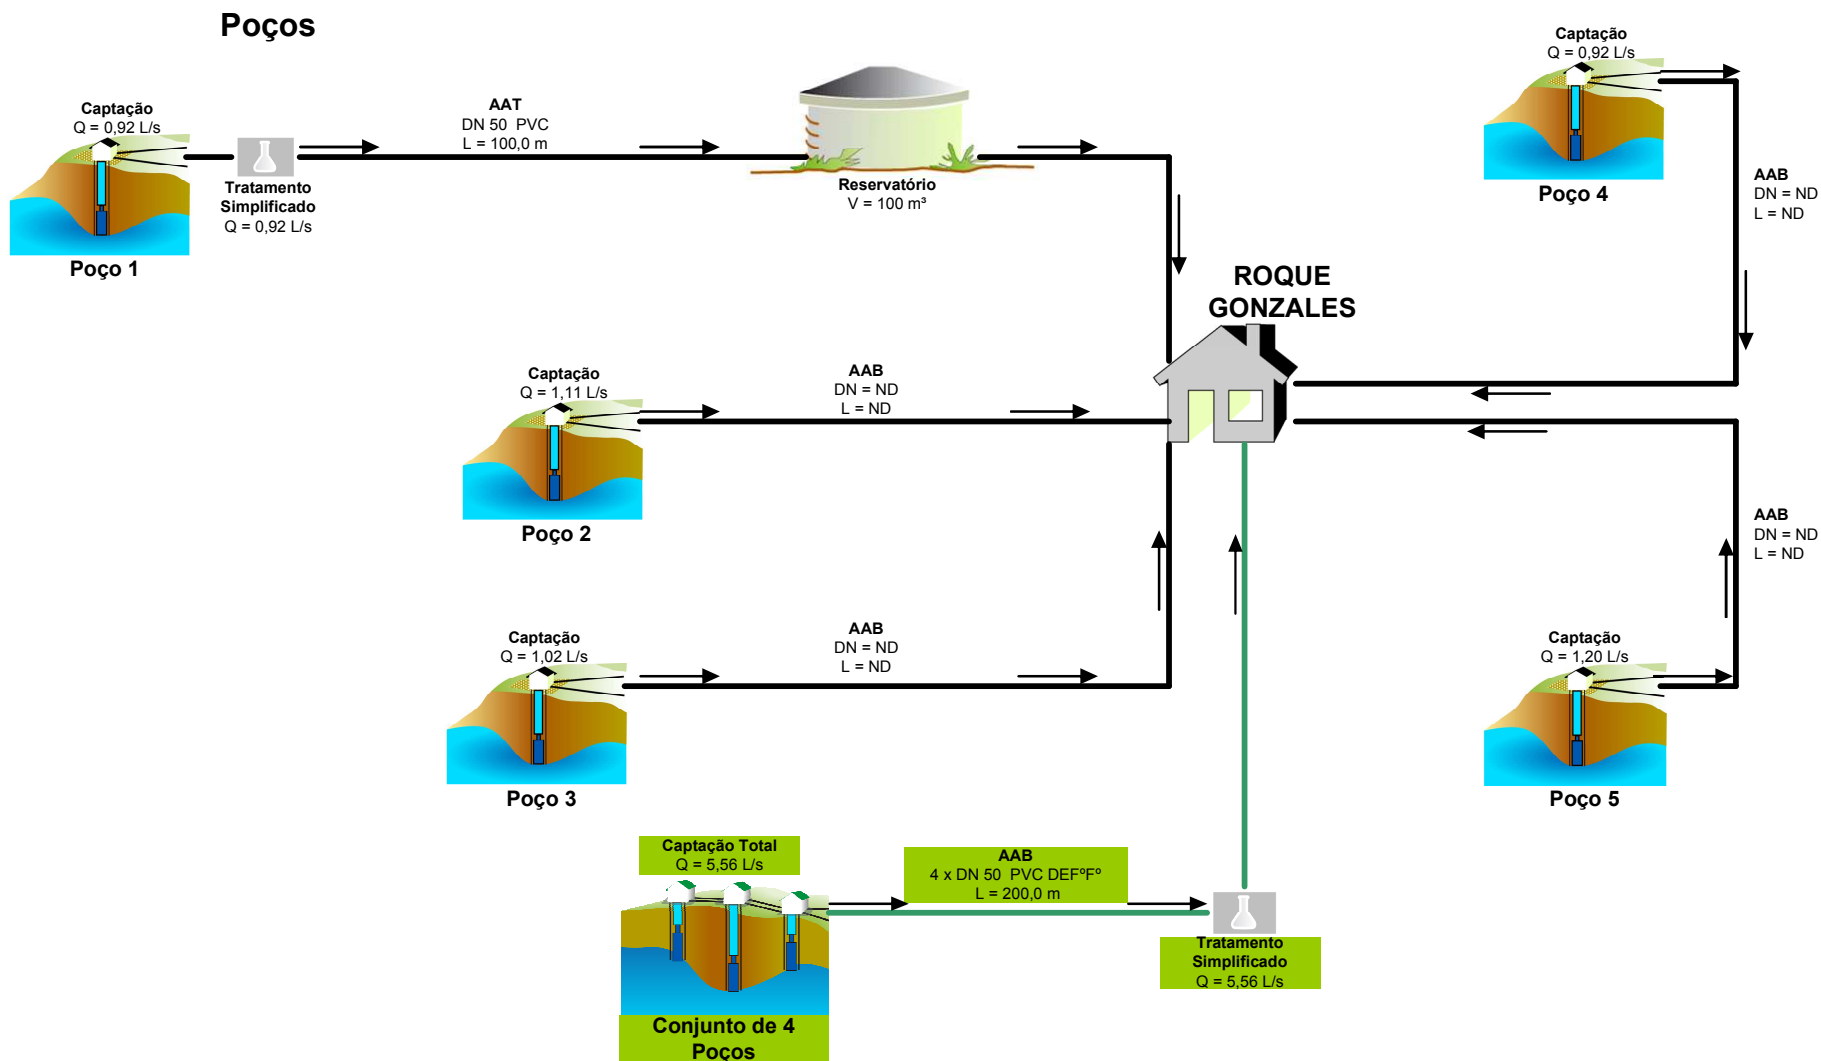 Poços
Captação
Q = 0,92 L/s
Tratamento
Simplificado
Q = 0,92 L/s
Poço 1
AAT
DN 50  PVC
L = 100,0 m
Reservatório
V = 100 m³
Captação
Q = 0,92 L/s
Poço 4
AAB
DN = ND
L = ND
ROQUE
GONZALES
Captação
Q = 1,11 L/s
Poço 2
AAB
DN = ND
L = ND
Captação
Q = 1,02 L/s
Poço 3
AAB
DN = ND
L = ND
AAB
DN = ND
L = ND
Captação
Q = 1,20 L/s
Poço 5
Captação Total
Q = 5,56 L/s
Conjunto de 4
Poços
AAB
4 x DN 50  PVC DEFºFº
L = 200,0 m
Tratamento
Simplificado
Q = 5,56 L/s